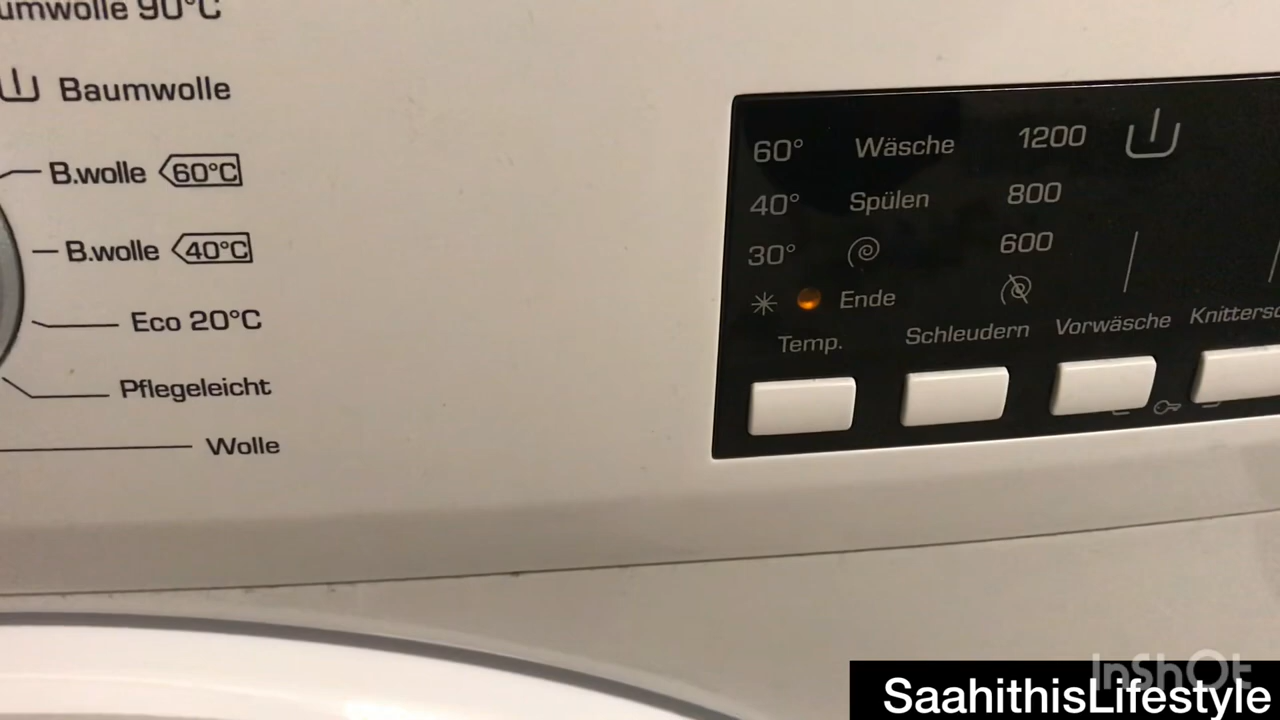 umwolle 90°C
Baumwolle
B.wolle 60°C
B.wolle 40°C
Eco 20°C
Pflegeleicht
Wolle
60° Wäsche 1200
40° Spülen 800
30° 600
Ende
Temp. Schleudern Vorwäsche Knittersc
InShOt
SaahithisLifestyle